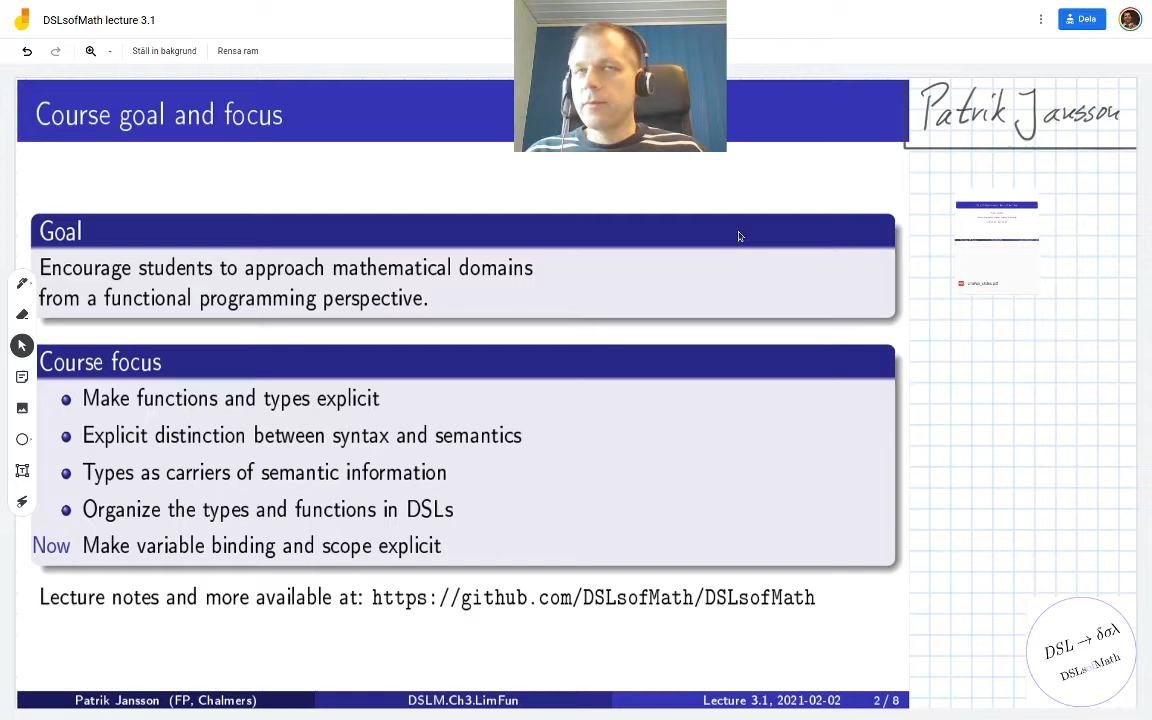 DSLsofMath lecture 3.1
Dela
Ställ in bakgrund
Rensa ram
Course goal and focus
Patrik Jansson
Goal
Encourage students to approach mathematical domains
from a functional programming perspective.
Course focus
Make functions and types explicit
Explicit distinction between syntax and semantics
Types as carriers of semantic information
Organize the types and functions in DSLs
Now Make variable binding and scope explicit
Lecture notes and more available at: https://github.com/DSLsofMath/DSLsofMath
DSL → δσλ
DSLsofMath
Patrik Jansson (FP, Chalmers)
DSLM.Ch3.LimFun
Lecture 3.1, 2021-02-02
2 / 8